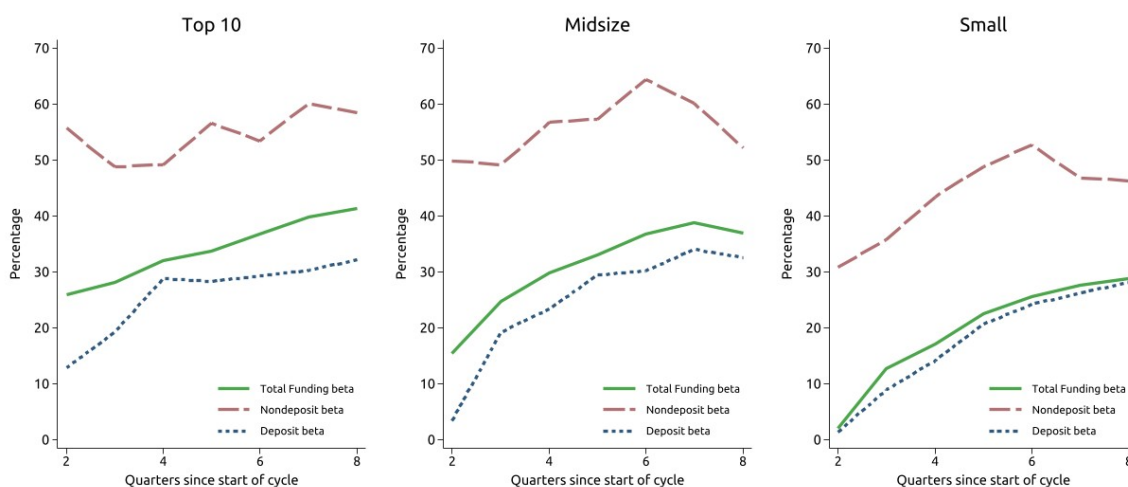 Top 10
Percentage
70
60
50
40
30
20
10
0
2
4
6
8
Quarters since start of cycle
Total Funding beta
Nondeposit beta
Deposit beta
Midsize
Percentage
70
60
50
40
30
20
10
0
2
4
6
8
Quarters since start of cycle
Total Funding beta
Nondeposit beta
Deposit beta
Small
Percentage
70
60
50
40
30
20
10
0
2
4
6
8
Quarters since start of cycle
Total Funding beta
Nondeposit beta
Deposit beta